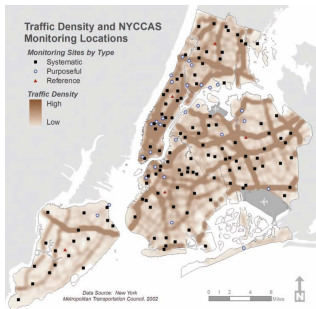 Traffic Density and NYCCAS
Monitoring Locations
Monitoring Sites by Type
Systematic
Purposeful
Reference
Traffic Density
High
Low
Data Source: New York
Metropolitan Transportation Council, 2002
0 1 2 4 6 8
Miles
N